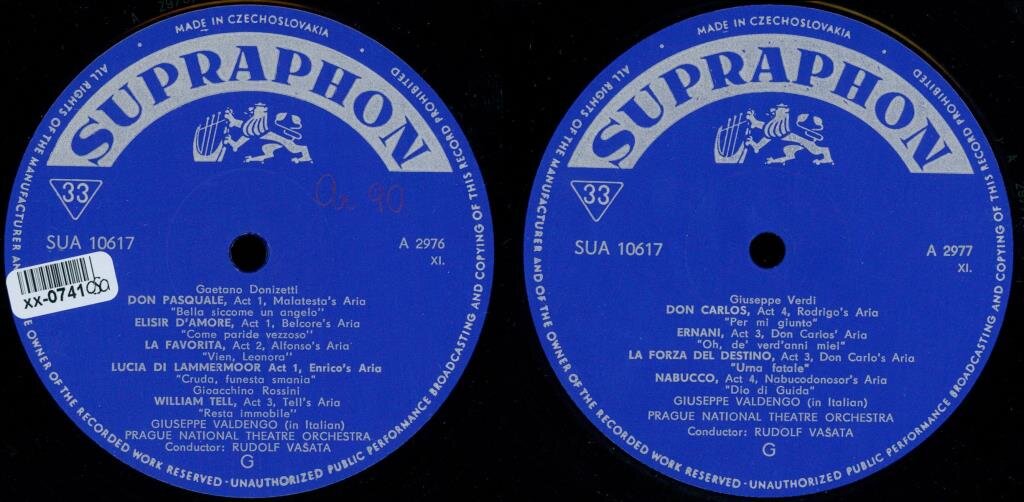 MADE IN CZECHOSLOVAKIA
ALL RIGHTS OF THE MANUFACTURER AND OF THE OWNER OF THE RECORDED WORK RESERVED - UNAUTHORIZED PUBLIC PERFORMANCE BROADCASTING AND COPYING OF THIS RECORD PROHIBITED
SUPRAPHON
33
SUA 10617
A 2976
XI.
xx-0741
Gaetano Donizetti
DON PASQUALE, Act 1, Malatesta's Aria
"Bella siccome un angelo"
ELISIR D'AMORE, Act 1, Belcore's Aria
"Come paride vezzoso"
LA FAVORITA, Act 2, Alfonso's Aria
"Vien, Leonora"
LUCIA DI LAMMERMOOR Act 1, Enrico's Aria
"Cruda, funesta smania"
Gioacchino Rossini
WILLIAM TELL, Act 3, Tell's Aria
"Resta immobile"
GIUSEPPE VALDENGO (in Italian)
PRAGUE NATIONAL THEATRE ORCHESTRA
Conductor: RUDOLF VAŠATA
G
MADE IN CZECHOSLOVAKIA
ALL RIGHTS OF THE MANUFACTURER AND OF THE OWNER OF THE RECORDED WORK RESERVED - UNAUTHORIZED PUBLIC PERFORMANCE BROADCASTING AND COPYING OF THIS RECORD PROHIBITED
SUPRAPHON
33
SUA 10617
A 2977
XI.
Giuseppe Verdi
DON CARLOS, Act 4, Rodrigo's Aria
"Per mi giunto"
ERNANI, Act 3, Don Carlos' Aria
"Oh, de' verd'anni miei"
LA FORZA DEL DESTINO, Act 3, Don Carlo's Aria
"Urna fatale"
NABUCCO, Act 4, Nabucodonosor's Aria
"Dio di Guida"
GIUSEPPE VALDENGO (in Italian)
PRAGUE NATIONAL THEATRE ORCHESTRA
Conductor: RUDOLF VAŠATA
G